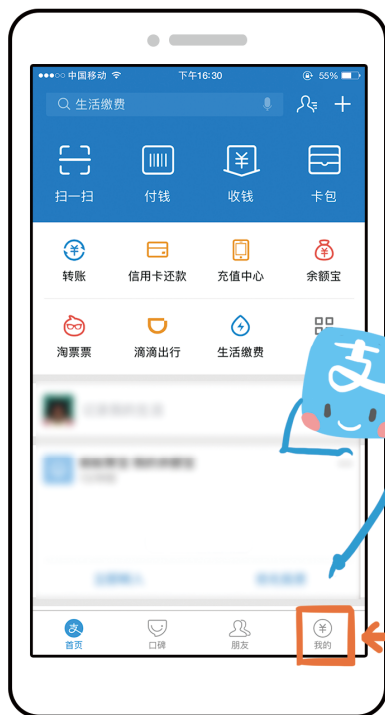 中国移动 下午16:30 55%
生活缴费
扫一扫 付钱 收钱 卡包
转账 信用卡还款 充值中心 余额宝
淘票票 滴滴出行 生活缴费
支
支
首页 口碑 朋友 我的